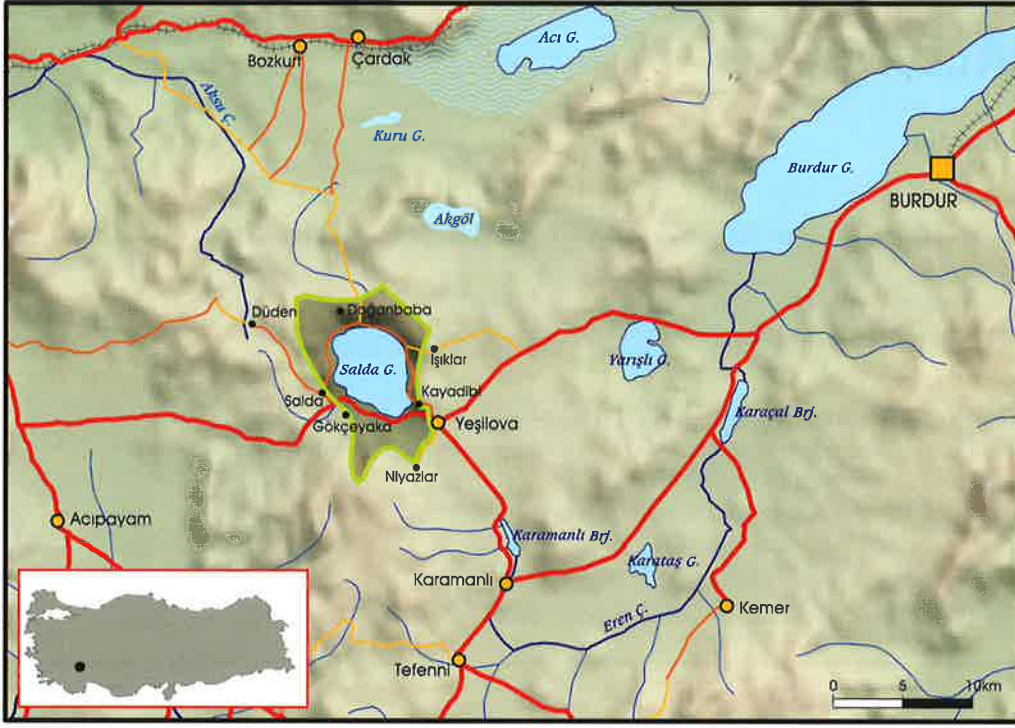 Acı G.
Bozkurt
Çardak
Aksu Ç.
Kuru G.
Burdur G.
BURDUR
Akgöl
Düden
Doğanbaba
Işıklar
Yarışlı G.
Salda G.
Salda
Kayadibi
Karaçal Brj.
Gökçeyaka
Yeşilova
Niyazlar
Acıpayam
Karamanlı Brj.
Karataş G.
Karamanlı
Kemer
Eren Ç.
Tefenni
0 5 10km